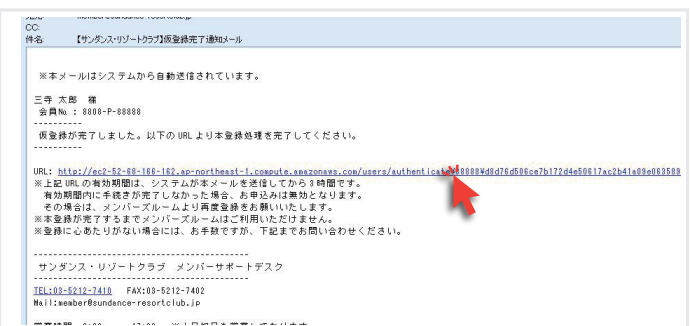 CC:
件名: 【サンダンス・リゾートクラブ】仮登録完了通知メール
※本メールはシステムから自動送信されています。
三寺 太郎 様
会員№ : 8808-P-88888
----------
仮登録が完了しました。以下の URL より本登録処理を完了してください。
----------
URL: http://ec2-52-68-166-162.ap-northeast-1.compute.amazonaws.com/users/authenticate
※上記 URL の有効期間は、システムが本メールを送信してから 3 時間です。
有効期間内に手続きが完了しなかった場合、お申込みは無効となります。
その場合は、メンバーズルームより再度登録をお願いいたします。
※本登録が完了するまでメンバーズルームはご利用いただけません。
※登録に心あたりがない場合には、お手数ですが、下記までお問い合わせください。
----------------------------------------
サンダンス・リゾートクラブ メンバーサポートデスク
----------------------------------------
TEL:03-5212-7410 FAX:03-5212-7402
Mail:member@sundance-resortclub.jp